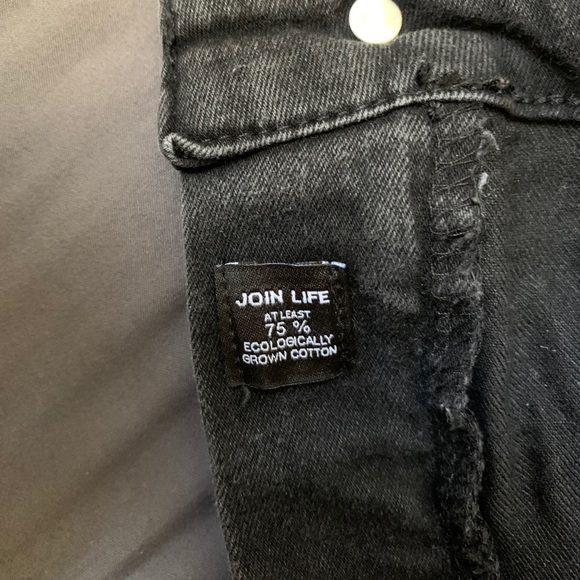 JOIN LIFE
AT LEAST
75 %
ECOLOGICALLY
GROWN COTTON